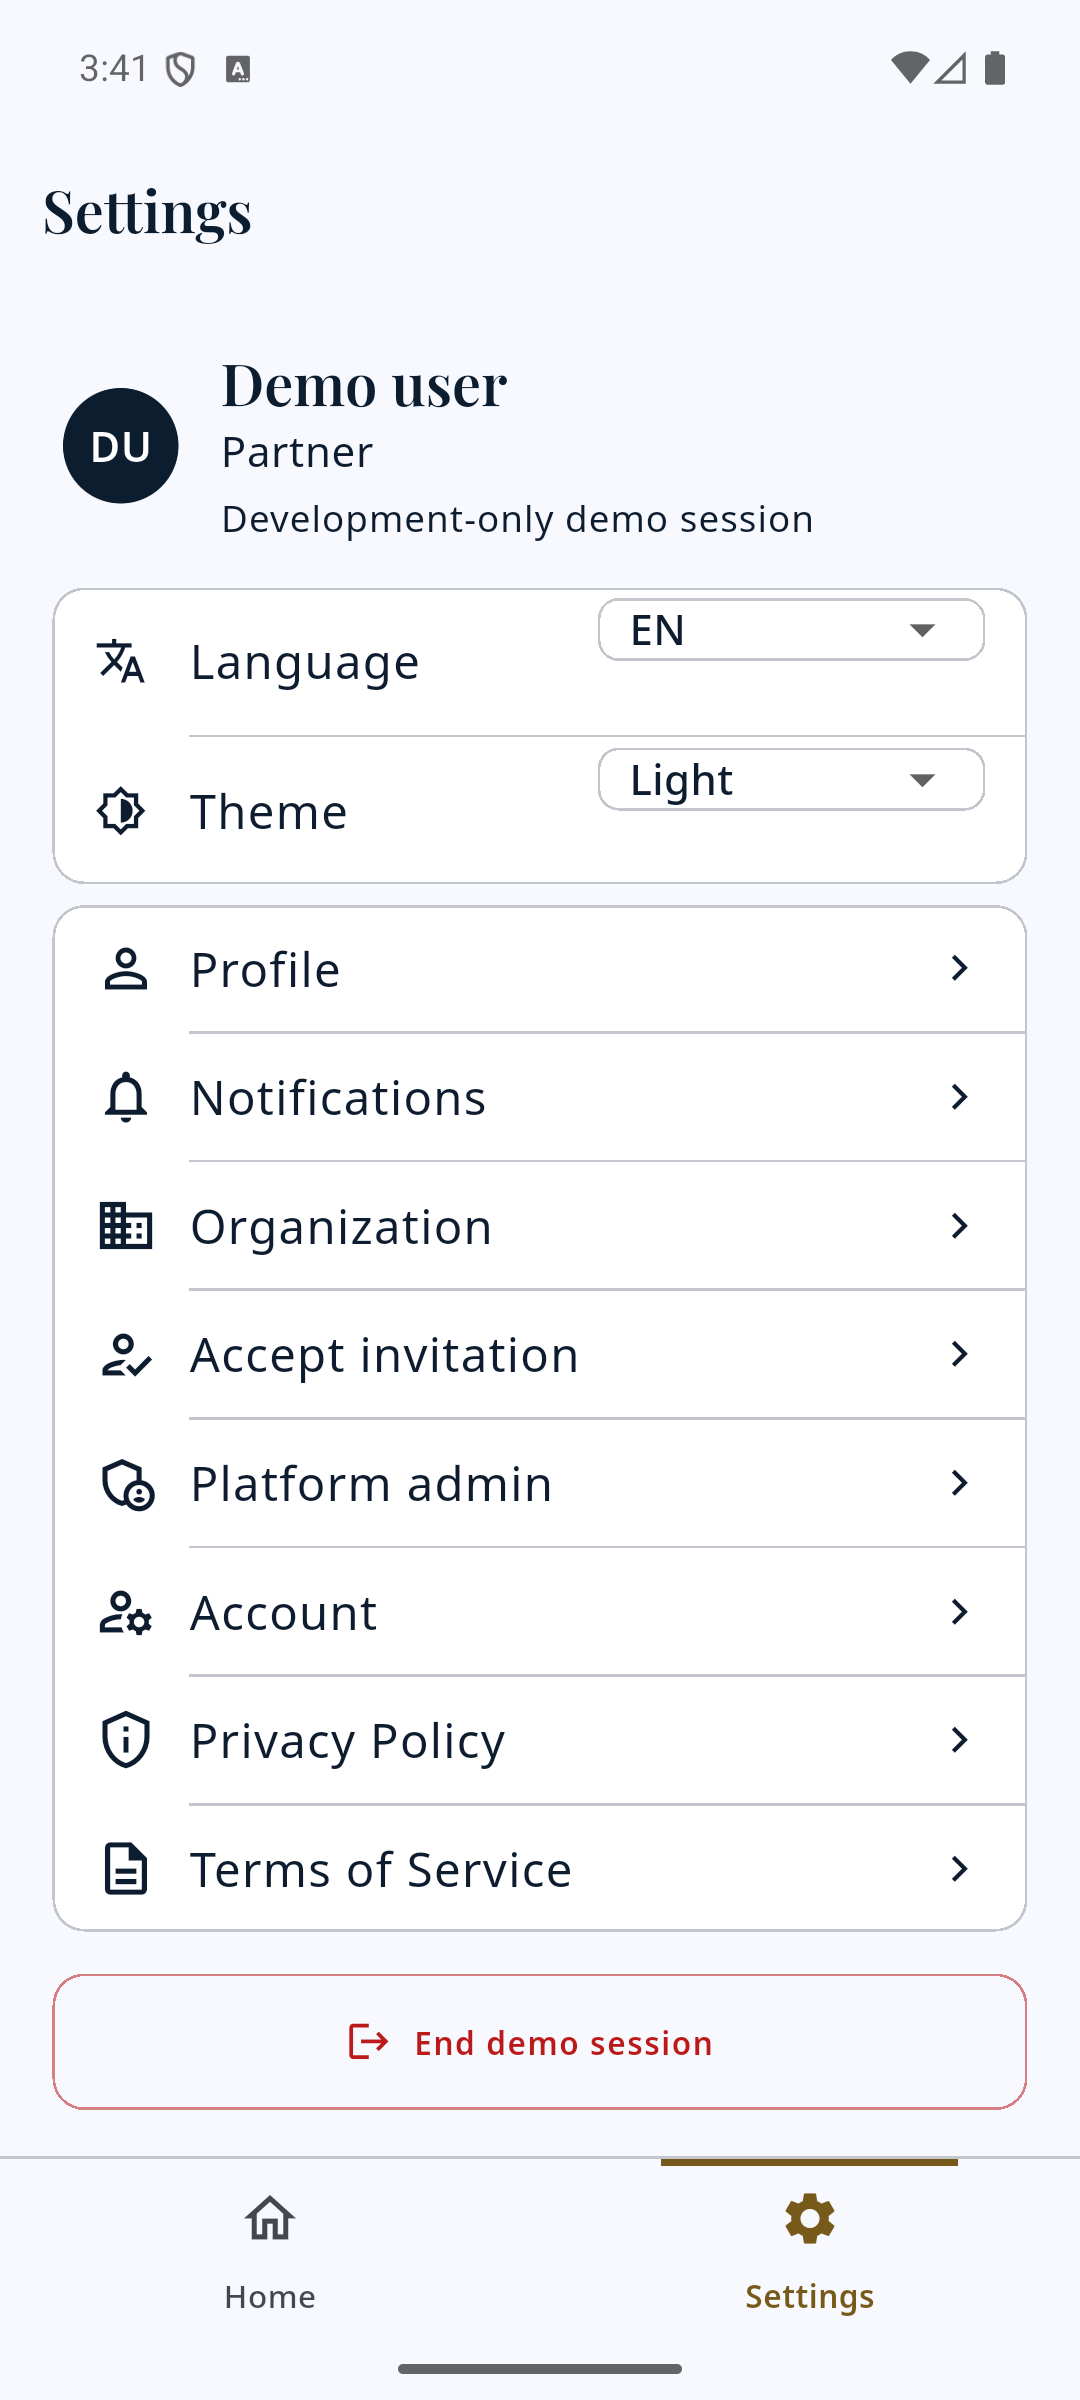 3:41
Settings
DU
Demo user
Partner
Development-only demo session
Language
EN
Theme
Light
Profile
Notifications
Organization
Accept invitation
Platform admin
Account
Privacy Policy
Terms of Service
End demo session
Home
Settings